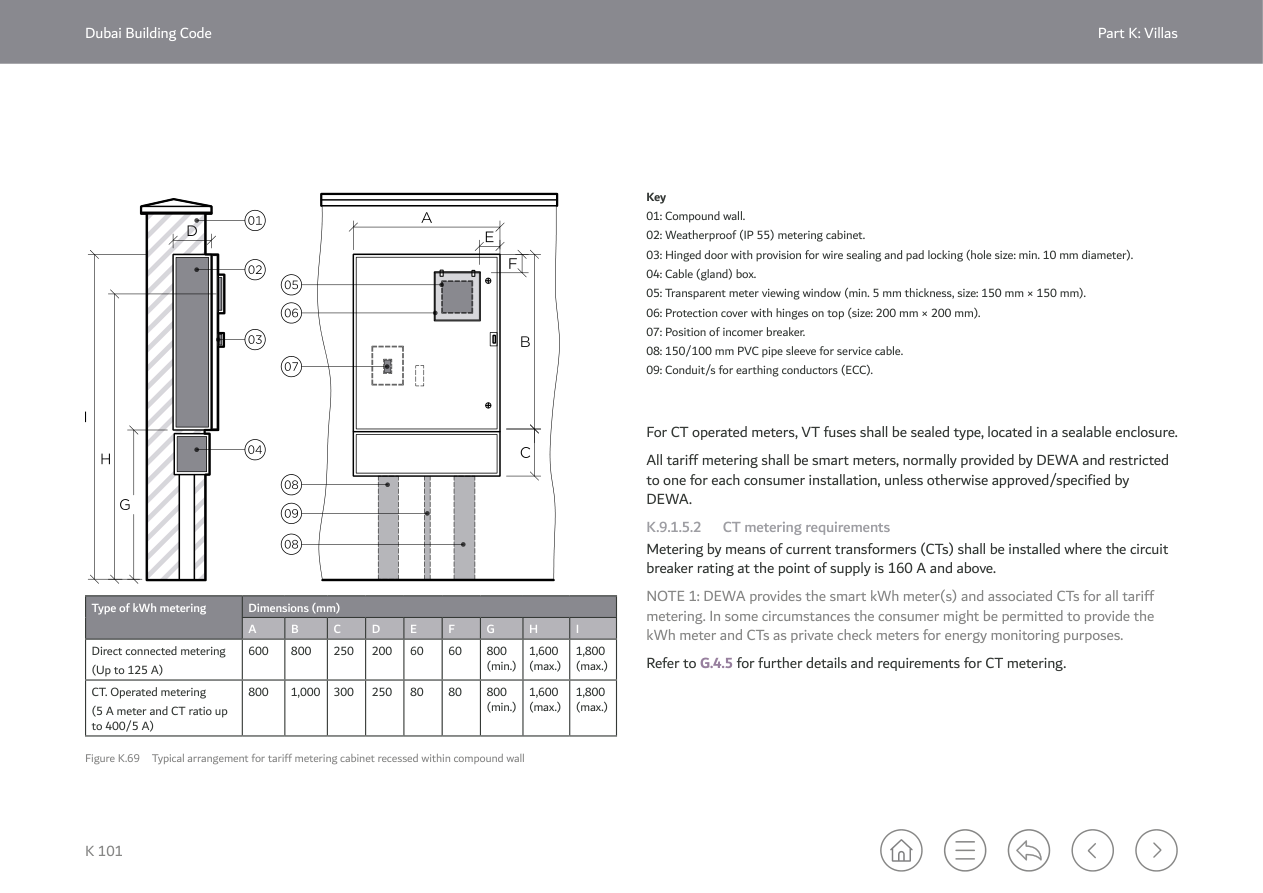 Dubai Building Code
Part K: Villas
01
D
02
03
04
I
H
G
A
E
F
05
06
B
07
C
08
09
08
Type of kWh metering
Dimensions (mm)
A B C D E F G H I
Direct connected metering
(Up to 125 A)
600 800 250 200 60 60 800 (min.) 1,600 (max.) 1,800 (max.)
CT. Operated metering
(5 A meter and CT ratio up
to 400/5 A)
800 1,000 300 250 80 80 800 (min.) 1,600 (max.) 1,800 (max.)
Figure K.69 Typical arrangement for tariff metering cabinet recessed within compound wall
Key
01: Compound wall.
02: Weatherproof (IP 55) metering cabinet.
03: Hinged door with provision for wire sealing and pad locking (hole size: min. 10 mm diameter).
04: Cable (gland) box.
05: Transparent meter viewing window (min. 5 mm thickness, size: 150 mm × 150 mm).
06: Protection cover with hinges on top (size: 200 mm × 200 mm).
07: Position of incomer breaker.
08: 150/100 mm PVC pipe sleeve for service cable.
09: Conduit/s for earthing conductors (ECC).
For CT operated meters, VT fuses shall be sealed type, located in a sealable enclosure.
All tariff metering shall be smart meters, normally provided by DEWA and restricted
to one for each consumer installation, unless otherwise approved/specified by
DEWA.
K.9.1.5.2 CT metering requirements
Metering by means of current transformers (CTs) shall be installed where the circuit
breaker rating at the point of supply is 160 A and above.
NOTE 1: DEWA provides the smart kWh meter(s) and associated CTs for all tariff
metering. In some circumstances the consumer might be permitted to provide the
kWh meter and CTs as private check meters for energy monitoring purposes.
Refer to G.4.5 for further details and requirements for CT metering.
K 101